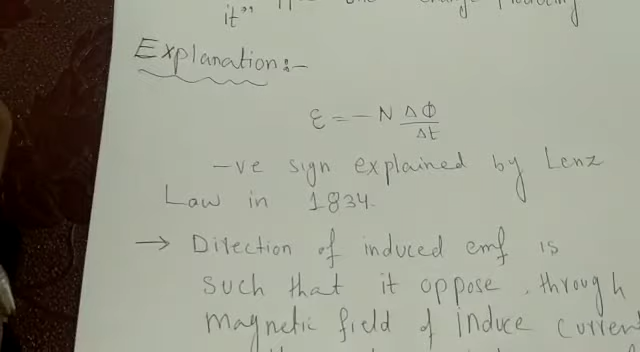 it"
Explanation:-
ε = - N ΔΦ/Δt
-ve sign explained by Lenz
Law in 1834.
→ Direction of induced emf is
such that it oppose, through
magnetic field of induce current